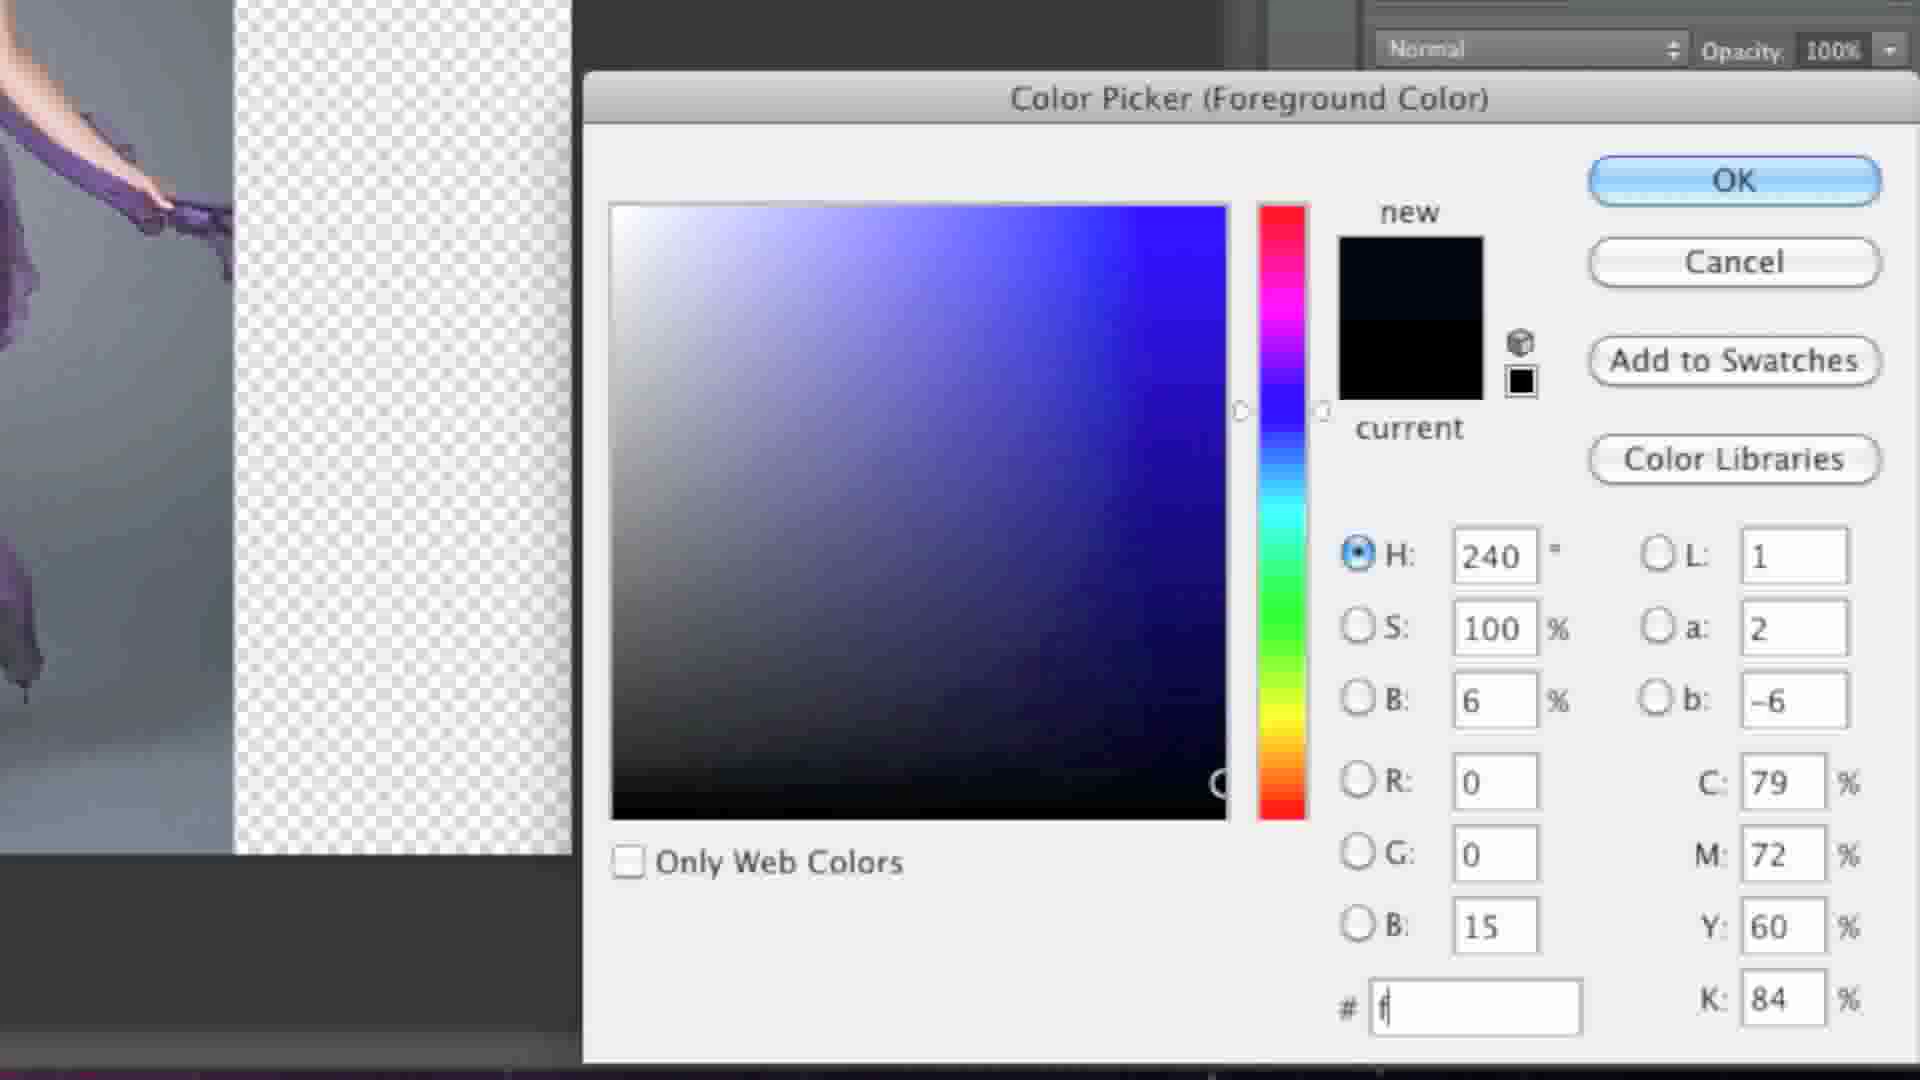 Normal Opacity: 100%
Color Picker (Foreground Color)
OK
new
Cancel
Add to Swatches
current
Color Libraries
H: 240 °
L: 1
S: 100 %
a: 2
B: 6 %
b: -6
R: 0
C: 79 %
G: 0
M: 72 %
Only Web Colors
B: 15
Y: 60 %
# f
K: 84 %